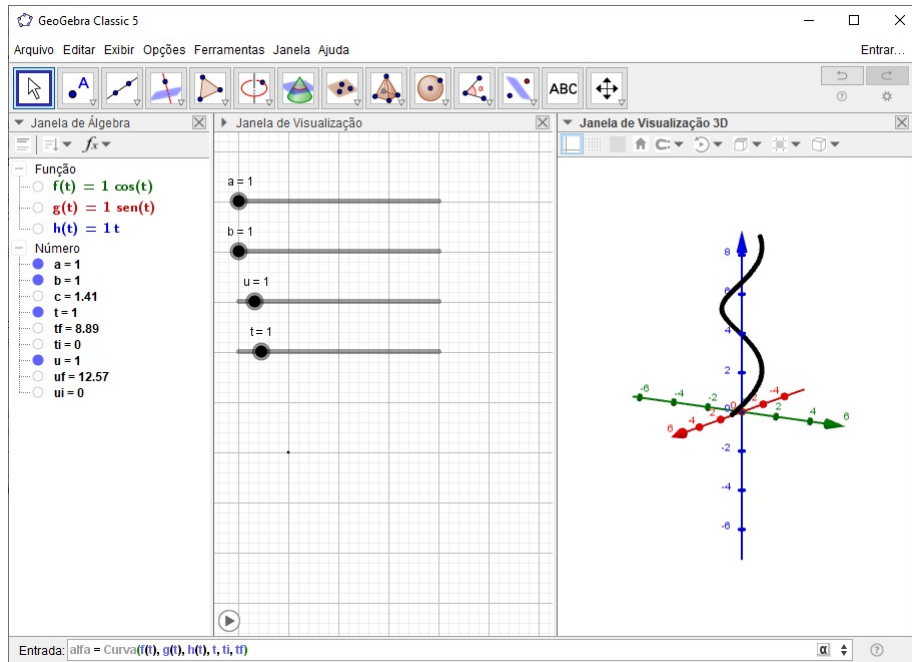 GeoGebra Classic 5
Arquivo Editar Exibir Opções Ferramentas Janela Ajuda
Entrar...
A
α
ABC
Janela de Álgebra
Janela de Visualização
Janela de Visualização 3D
fx
Função
f(t) = 1 cos(t)
g(t) = 1 sen(t)
h(t) = 1 t
Número
a = 1
b = 1
c = 1.41
t = 1
tf = 8.89
ti = 0
u = 1
uf = 12.57
ui = 0
a = 1
b = 1
u = 1
t = 1
8
6
4
2
0
-2
-4
-6
-6
-4
-2
0
2
4
6
6
4
2
-2
-4
Entrada: alfa = Curva(f(t), g(t), h(t), t, ti, tf)
α